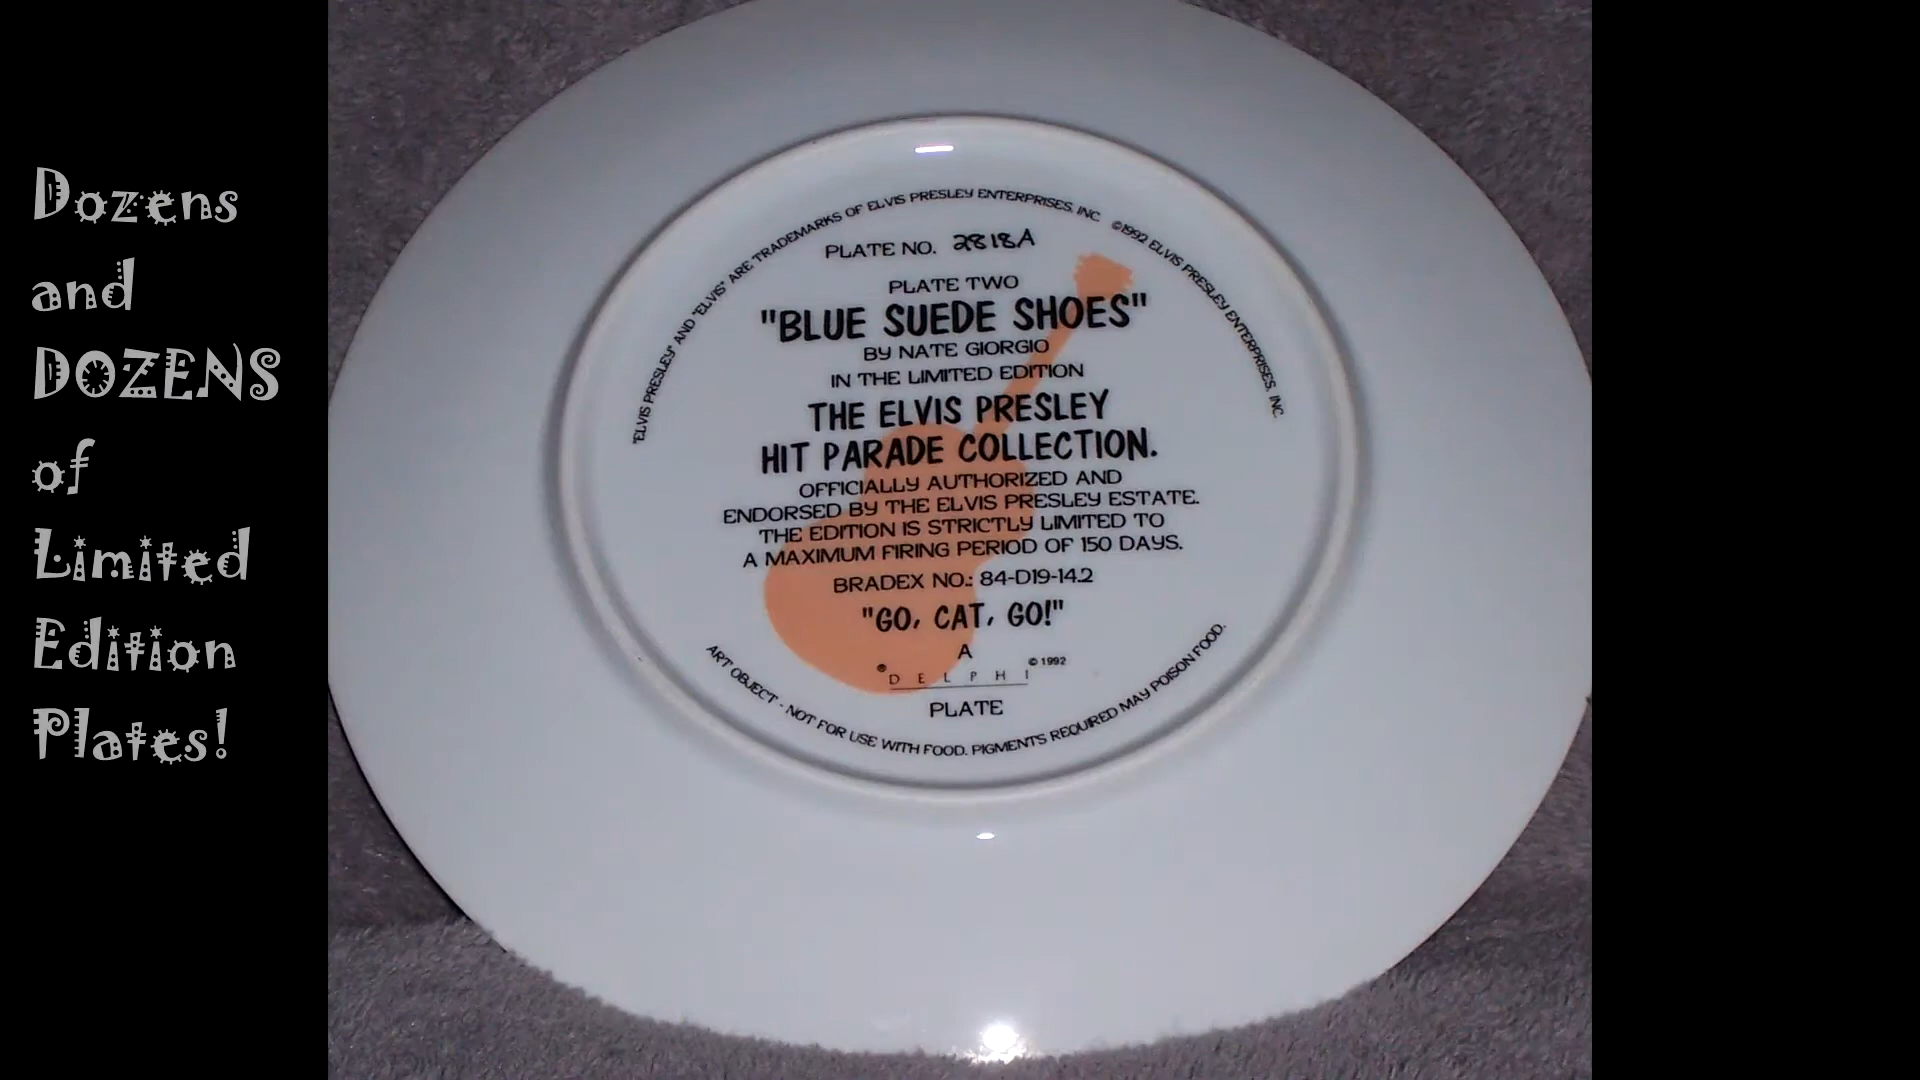 Dozens
and
DOZENS
of
Limited
Edition
Plates!
"ELVIS PRESLEY" AND "ELVIS" ARE TRADEMARKS OF ELVIS PRESLEY ENTERPRISES, INC. ©1992 ELVIS PRESLEY ENTERPRISES, INC.
PLATE NO. 2818A
PLATE TWO
"BLUE SUEDE SHOES"
BY NATE GIORGIO
IN THE LIMITED EDITION
THE ELVIS PRESLEY
HIT PARADE COLLECTION.
OFFICIALLY AUTHORIZED AND
ENDORSED BY THE ELVIS PRESLEY ESTATE.
THE EDITION IS STRICTLY LIMITED TO
A MAXIMUM FIRING PERIOD OF 150 DAYS.
BRADEX NO.: 84-D19-14.2
"GO, CAT, GO!"
A
DELPHI © 1992
PLATE
ART OBJECT - NOT FOR USE WITH FOOD. PIGMENTS REQUIRED MAY POISON FOOD.